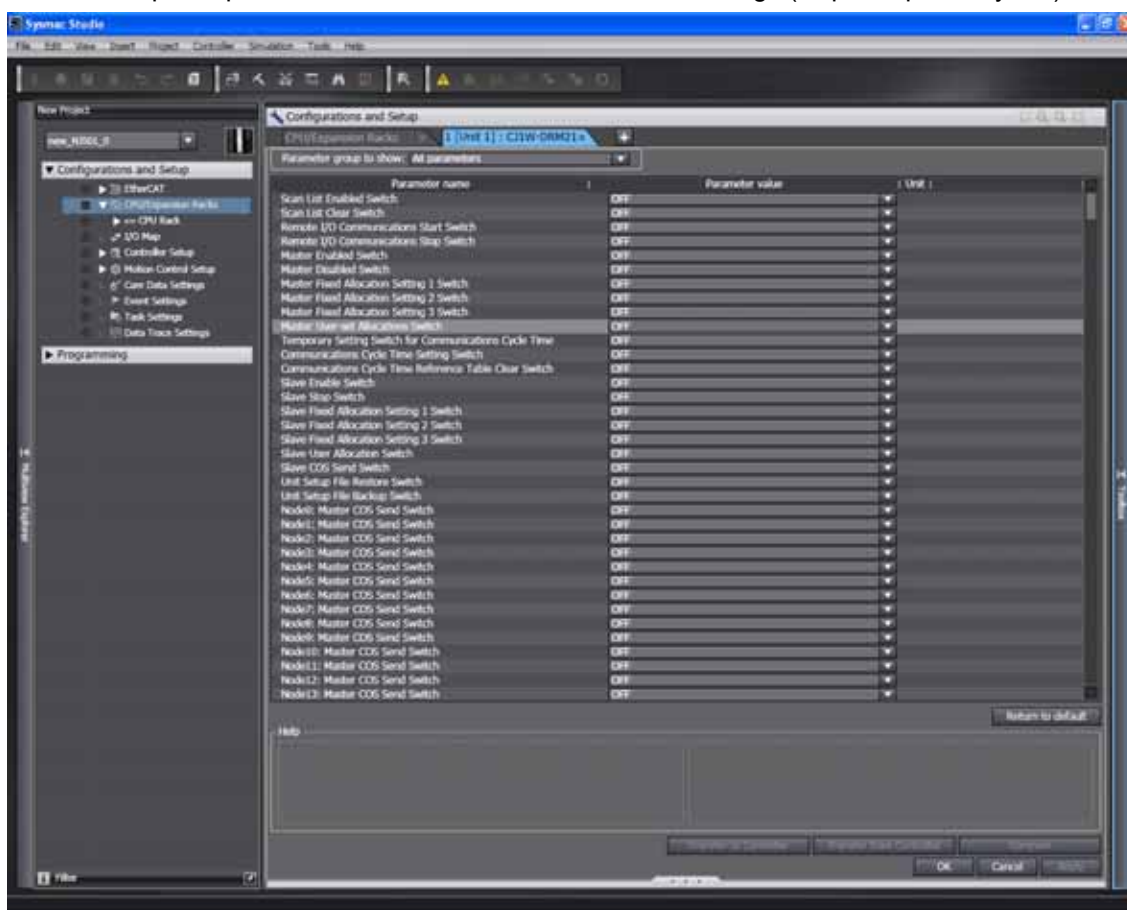 Sysmac Studio
File Edit View Insert Project Controller Simulation Tools Help
New Project
new_NJ501_0
Configurations and Setup
EtherCAT
CPU/Expansion Racks
CPU Rack
I/O Map
Controller Setup
Motion Control Setup
Cam Data Settings
Event Settings
Task Settings
Data Trace Settings
Programming
Filter
Multiview Explorer
Configurations and Setup
CPU/Expansion Racks
1 [Unit 1] : CJ1W-DRM21
Parameter group to show: All parameters
Parameter name Parameter value Unit
Scan List Enabled Switch OFF
Scan List Clear Switch OFF
Remote I/O Communications Start Switch OFF
Remote I/O Communications Stop Switch OFF
Master Enabled Switch OFF
Master Disabled Switch OFF
Master Fixed Allocation Setting 1 Switch OFF
Master Fixed Allocation Setting 2 Switch OFF
Master Fixed Allocation Setting 3 Switch OFF
Master User-set Allocations Switch OFF
Temporary Setting Switch for Communications Cycle Time OFF
Communications Cycle Time Setting Switch OFF
Communications Cycle Time Reference Table Clear Switch OFF
Slave Enable Switch OFF
Slave Stop Switch OFF
Slave Fixed Allocation Setting 1 Switch OFF
Slave Fixed Allocation Setting 2 Switch OFF
Slave Fixed Allocation Setting 3 Switch OFF
Slave User Allocation Switch OFF
Slave COS Send Switch OFF
Unit Setup File Restore Switch OFF
Unit Setup File Backup Switch OFF
Node0: Master COS Send Switch OFF
Node1: Master COS Send Switch OFF
Node2: Master COS Send Switch OFF
Node3: Master COS Send Switch OFF
Node4: Master COS Send Switch OFF
Node5: Master COS Send Switch OFF
Node6: Master COS Send Switch OFF
Node7: Master COS Send Switch OFF
Node8: Master COS Send Switch OFF
Node9: Master COS Send Switch OFF
Node10: Master COS Send Switch OFF
Node11: Master COS Send Switch OFF
Node12: Master COS Send Switch OFF
Node13: Master COS Send Switch OFF
Return to default
Help
Transfer to Controller Transfer from Controller Compare
OK Cancel Apply
Toolbox